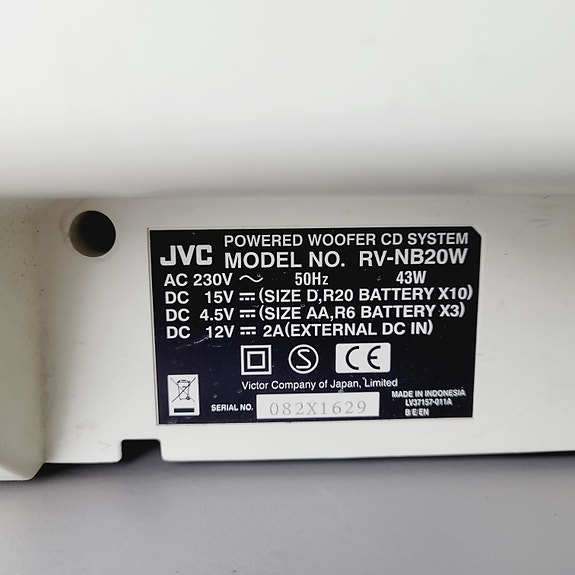 JVC POWERED WOOFER CD SYSTEM
MODEL NO. RV-NB20W
AC 230V ~ 50Hz 43W
DC 15V ⎓ (SIZE D,R20 BATTERY X10)
DC 4.5V ⎓ (SIZE AA,R6 BATTERY X3)
DC 12V ⎓ 2A(EXTERNAL DC IN)
S CE
Victor Company of Japan, Limited
SERIAL NO. 082X1629
MADE IN INDONESIA
LV37157-011A
B/E/EN